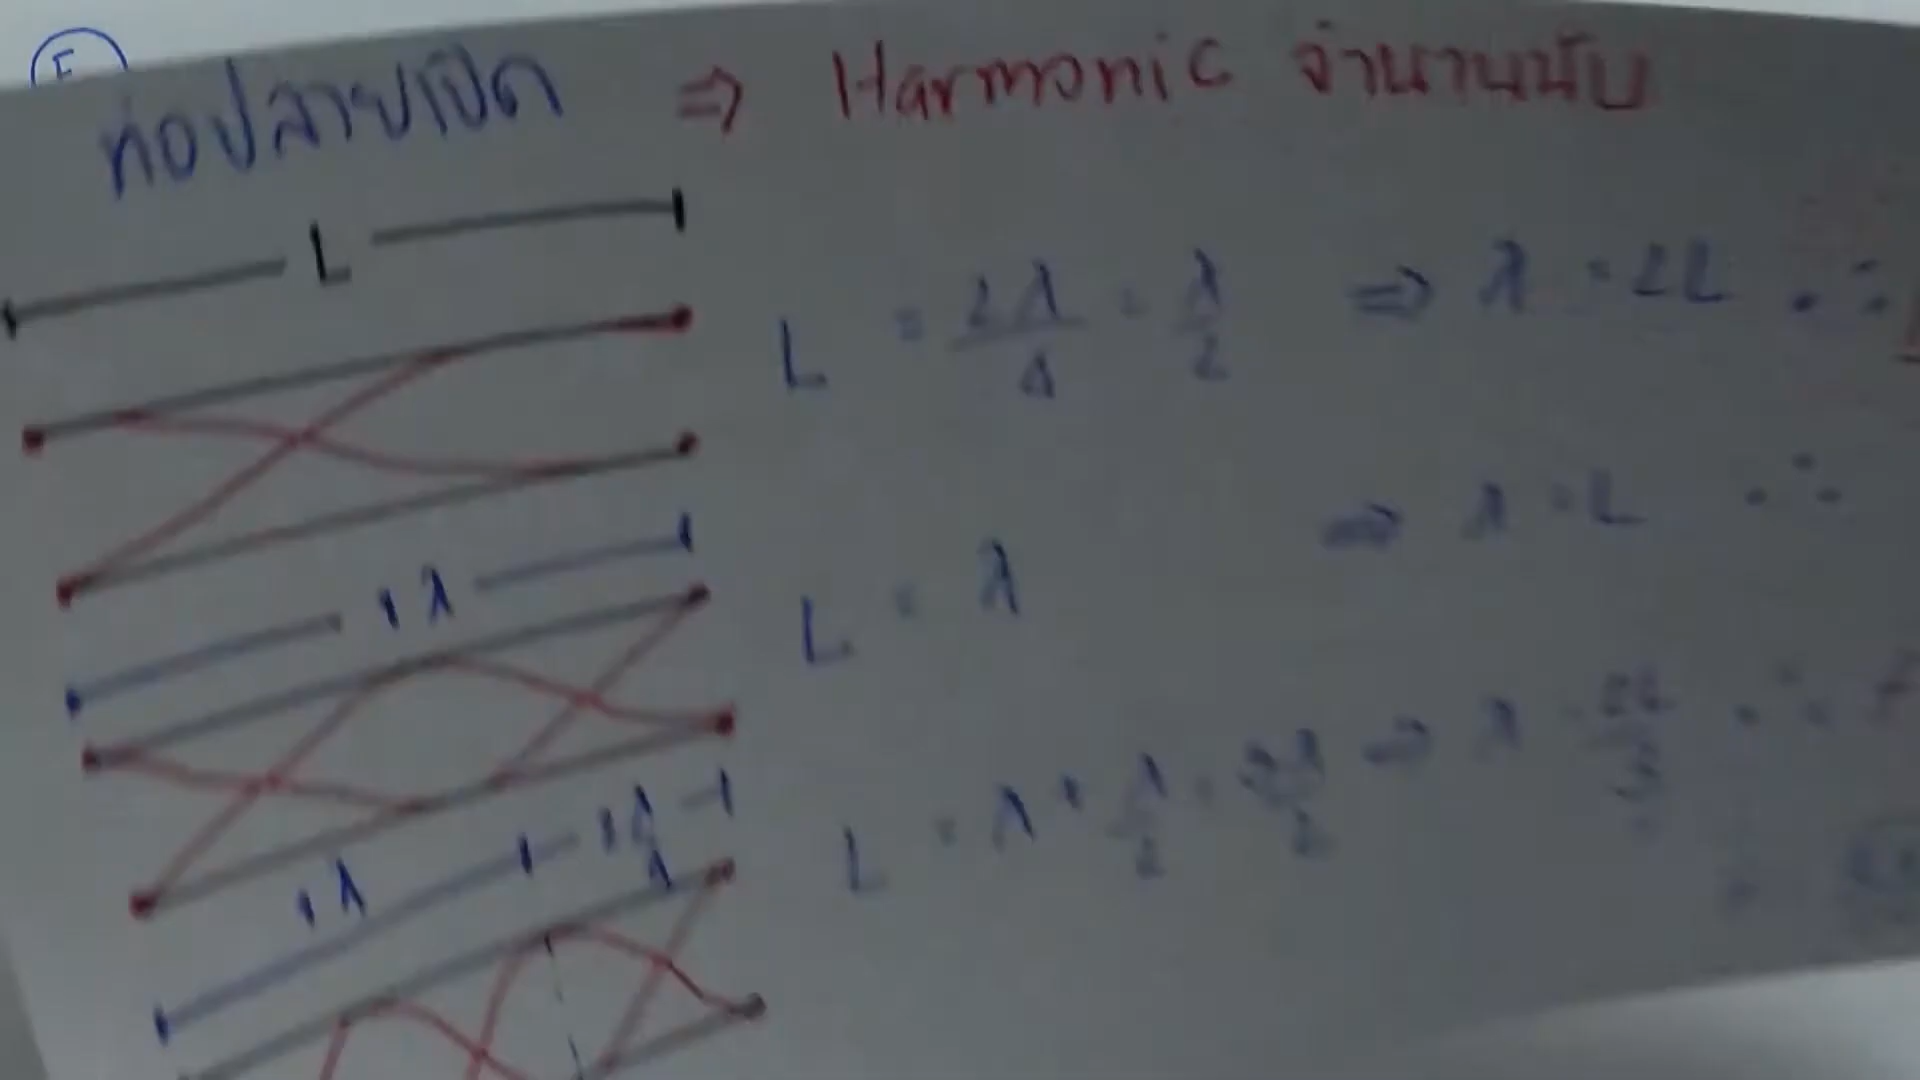 ท่อปลายเปิด ⇒ Harmonic จำนวนนับ
L
L = 2λ/4 = λ/2 ⇒ λ = 2L ∴
1λ
L = λ ⇒ λ = L ∴
1λ
L = λ + λ/2 = 3λ/2 ⇒ λ = 2L/3 ∴